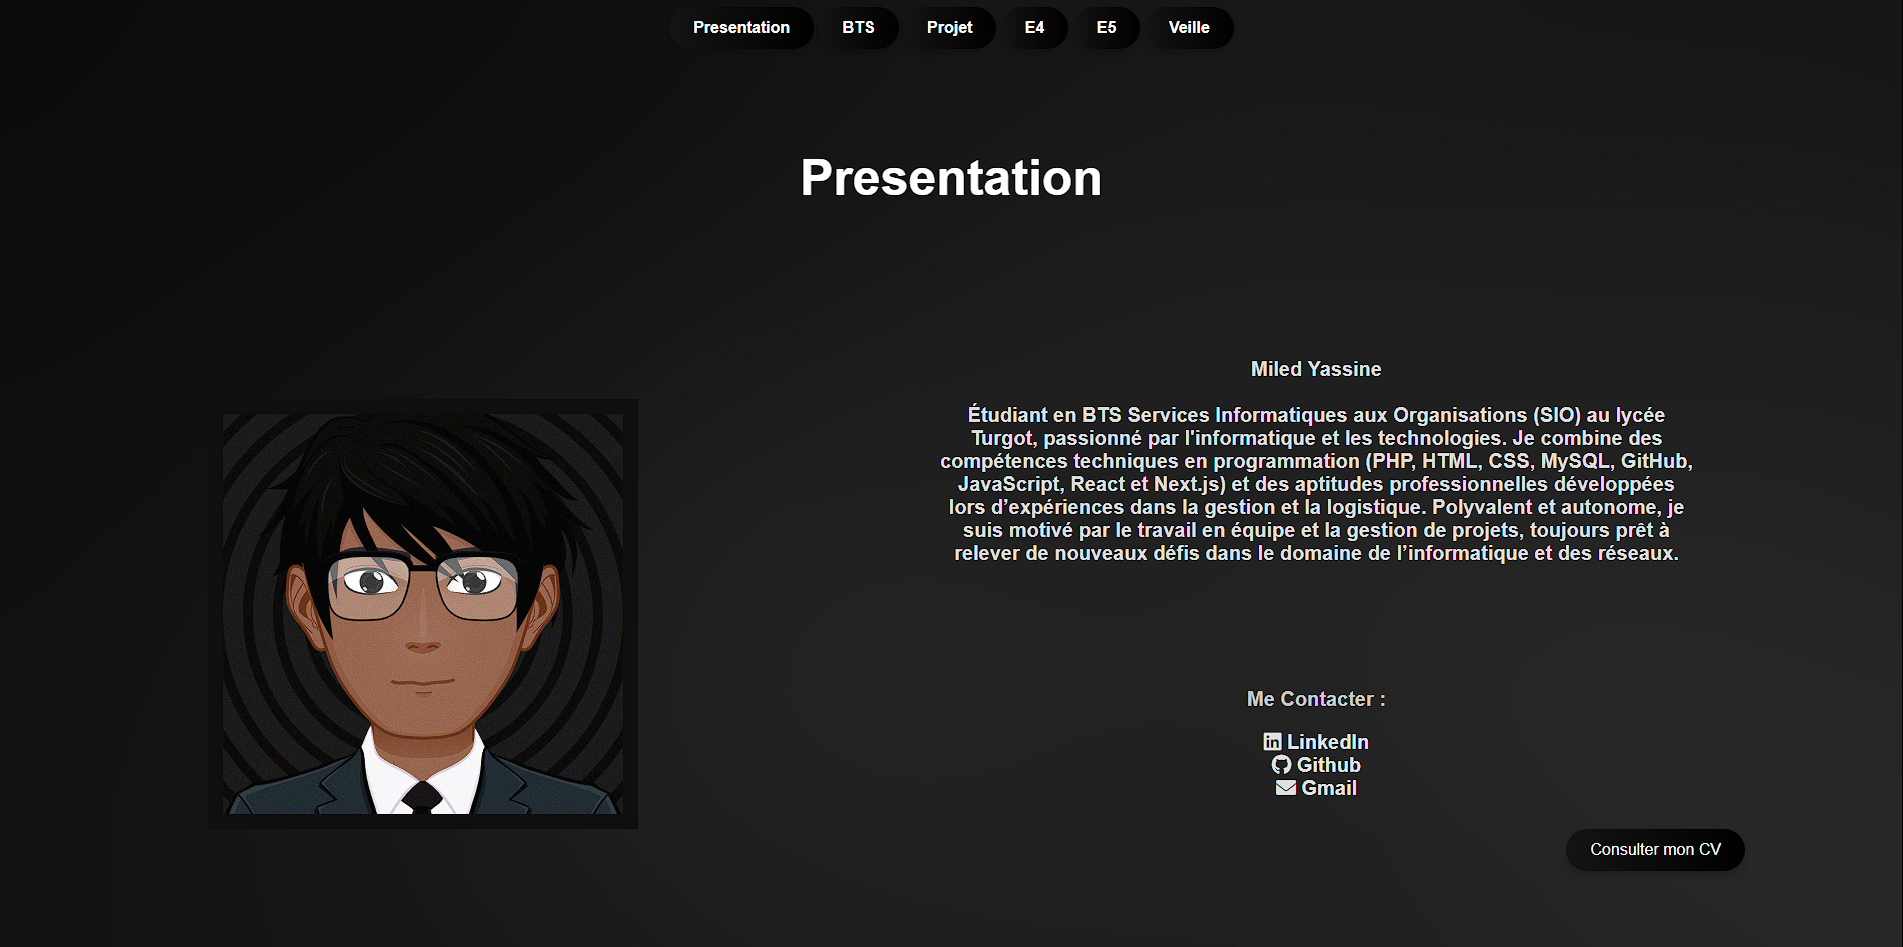 Presentation BTS Projet E4 E5 Veille
Presentation
Miled Yassine
Étudiant en BTS Services Informatiques aux Organisations (SIO) au lycée
Turgot, passionné par l'informatique et les technologies. Je combine des
compétences techniques en programmation (PHP, HTML, CSS, MySQL, GitHub,
JavaScript, React et Next.js) et des aptitudes professionnelles développées
lors d’expériences dans la gestion et la logistique. Polyvalent et autonome, je
suis motivé par le travail en équipe et la gestion de projets, toujours prêt à
relever de nouveaux défis dans le domaine de l’informatique et des réseaux.
Me Contacter :
LinkedIn
Github
Gmail
Consulter mon CV